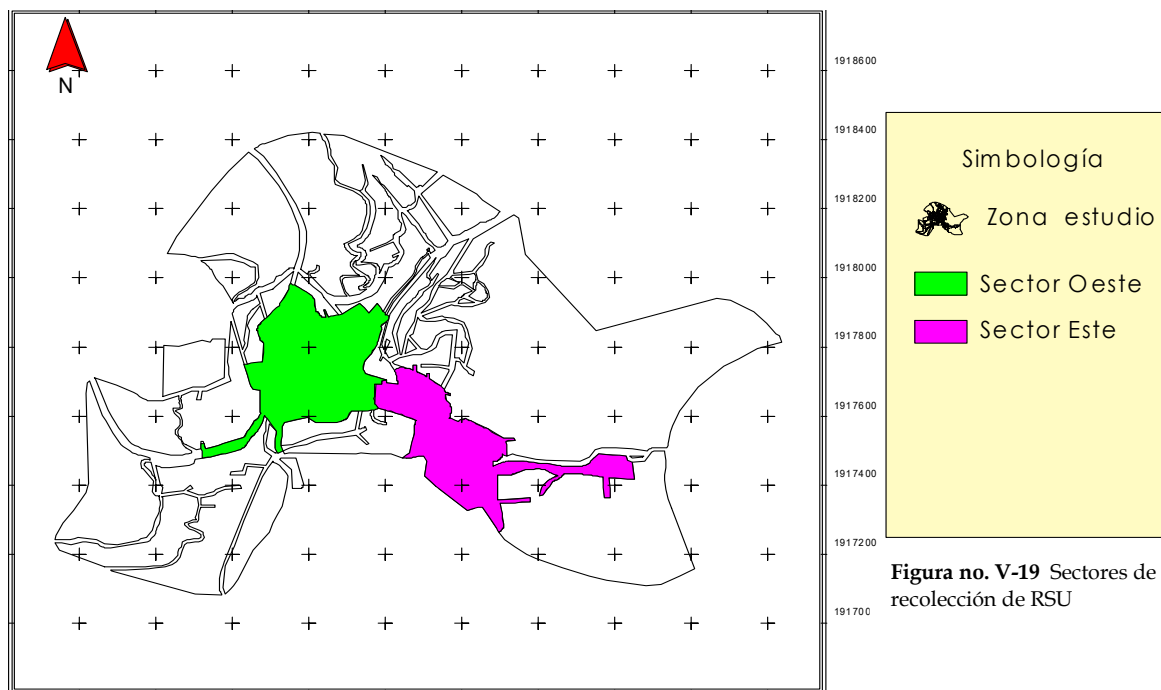 N
1918600
1918400
1918200
1918000
1917800
1917600
1917400
1917200
191700
Simbología
Zona estudio
Sector Oeste
Sector Este
Figura no. V-19 Sectores de
recolección de RSU